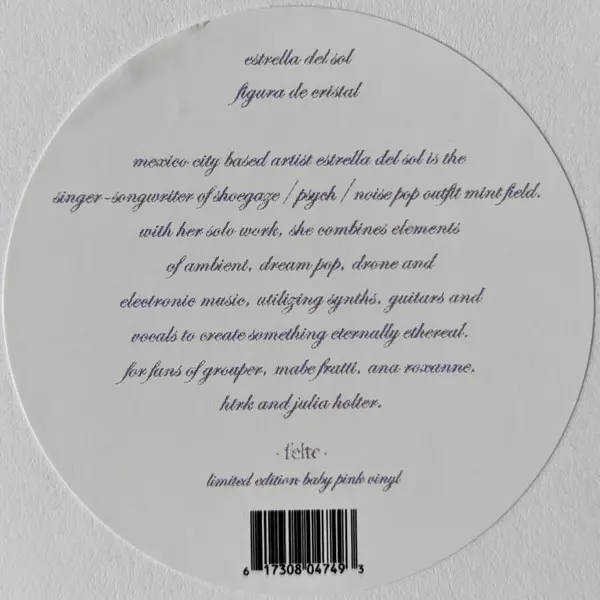 estrella del sol
figura de cristal
mexico city based artist estrella del sol is the
singer-songwriter of shoegaze / psych / noise pop outfit mint field.
with her solo work, she combines elements
of ambient, dream pop, drone and
electronic music, utilizing synths, guitars and
vocals to create something eternally ethereal.
for fans of grouper, mabe fratti, ana roxanne,
htrk and julia holter.
· felte ·
limited edition baby pink vinyl
6 17308 04749 3